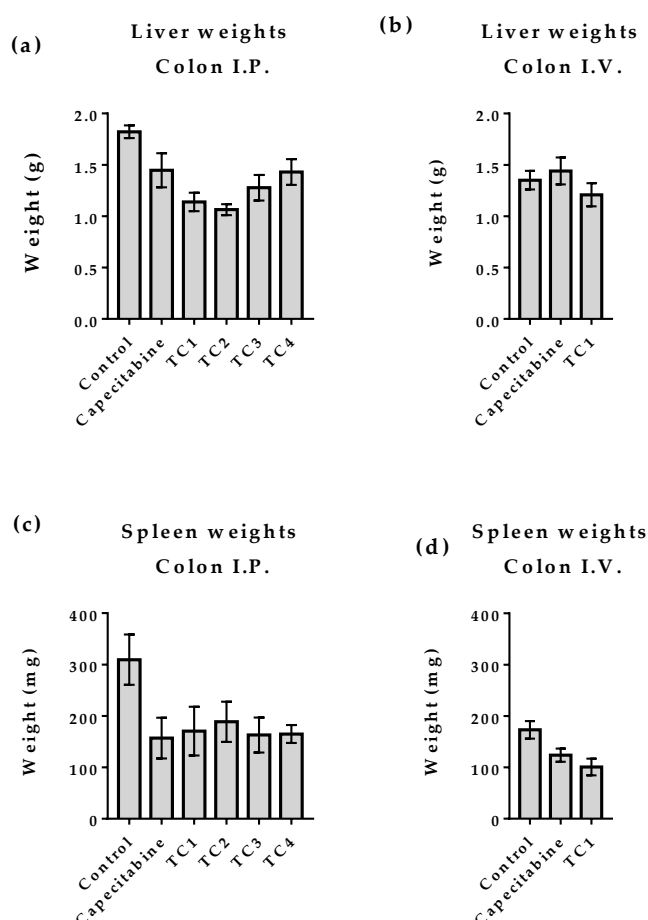 (a)
Liver weights
Colon I.P.
Weight (g)
2.0
1.5
1.0
0.5
0.0
Control
Capecitabine
TC1
TC2
TC3
TC4
(b)
Liver weights
Colon I.V.
Weight (g)
2.0
1.5
1.0
0.5
0.0
Control
Capecitabine
TC1
(c)
Spleen weights
Colon I.P.
Weight (mg)
400
300
200
100
0
Control
Capecitabine
TC1
TC2
TC3
TC4
(d)
Spleen weights
Colon I.V.
Weight (mg)
400
300
200
100
0
Control
Capecitabine
TC1